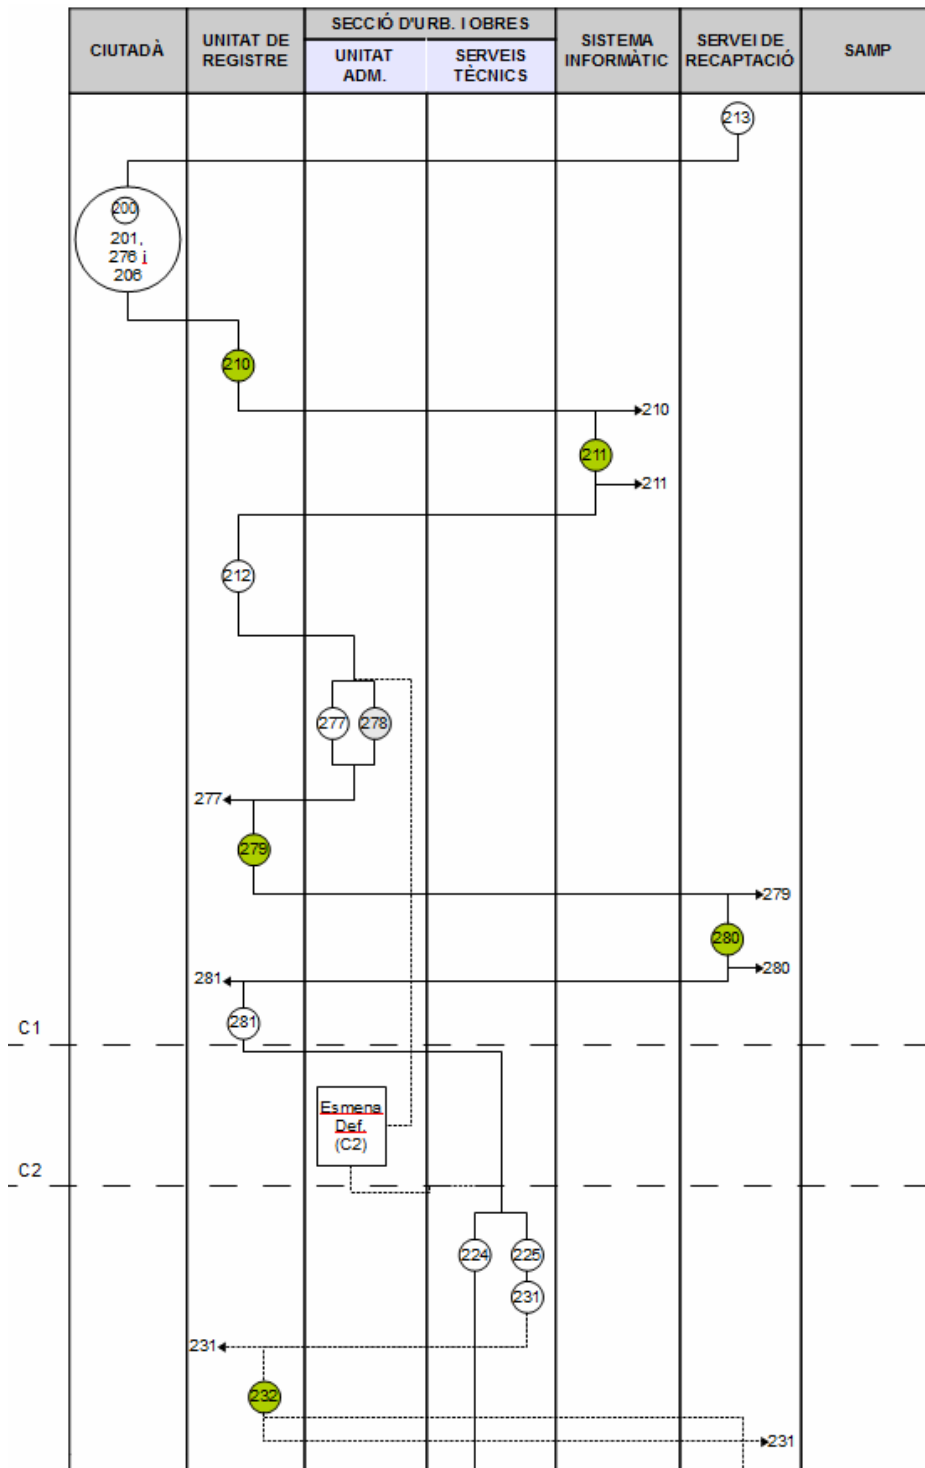 SECCIÓ D'URB. I OBRES
CIUTADÀ
UNITAT DE
REGISTRE
UNITAT
ADM.
SERVEIS
TÈCNICS
SISTEMA
INFORMÀTIC
SERVEI DE
RECAPTACIÓ
SAMP
213
200
201,
276 i
206
210
210
211
211
212
277
278
277
279
279
280
280
281
281
C1
Esmena
Def.
(C2)
C2
224
225
231
231
232
231